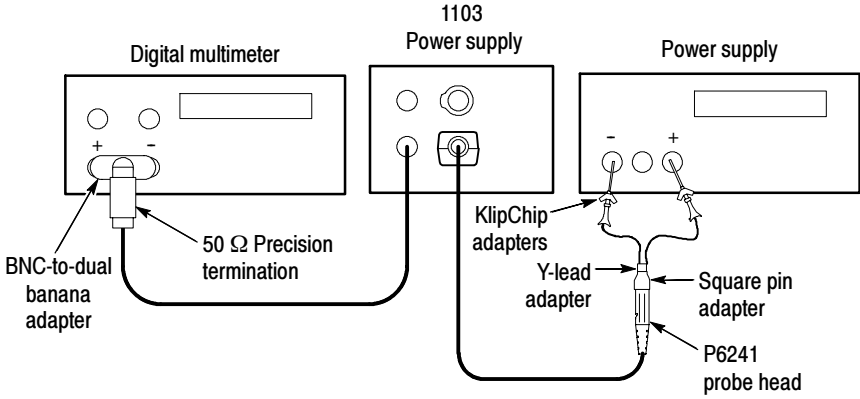 1103
Power supply
Digital multimeter
Power supply
+ -
- +
KlipChip
adapters
50 Ω Precision
termination
BNC-to-dual
banana
adapter
Y-lead
adapter
Square pin
adapter
P6241
probe head